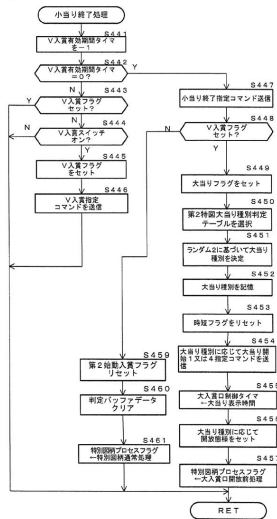 小当り終了処理
S441
V入賞有効期間タイマ
を-1
S442
V入賞有効期間タイマ
=0?
Y
N
S443
V入賞フラグ
セット?
Y
N
S444
V入賞スイッチ
オン?
N
Y
S445
V入賞フラグ
をセット
S446
V入賞指定
コマンドを送信
S447
小当り終了指定コマンド送信
S448
V入賞フラグ
セット?
N
Y
S449
大当りフラグをセット
S450
第2特図大当り種別判定
テーブルを選択
S451
ランダム2に基づいて大当り
種別を決定
S452
大当り種別を記憶
S453
時短フラグをリセット
S454
大当り種別に応じて大当り開
始1又は4指定コマンドを送
信
S455
大入賞口制御タイマ
←大当り表示時間
S456
大当り種別に応じて
開放態様をセット
S457
特別図柄プロセスフラグ
←大入賞口開放前処理
S459
第2始動入賞フラグ
リセット
S460
判定バッファデータ
クリア
S461
特別図柄プロセスフラグ
←特別図柄通常処理
RET